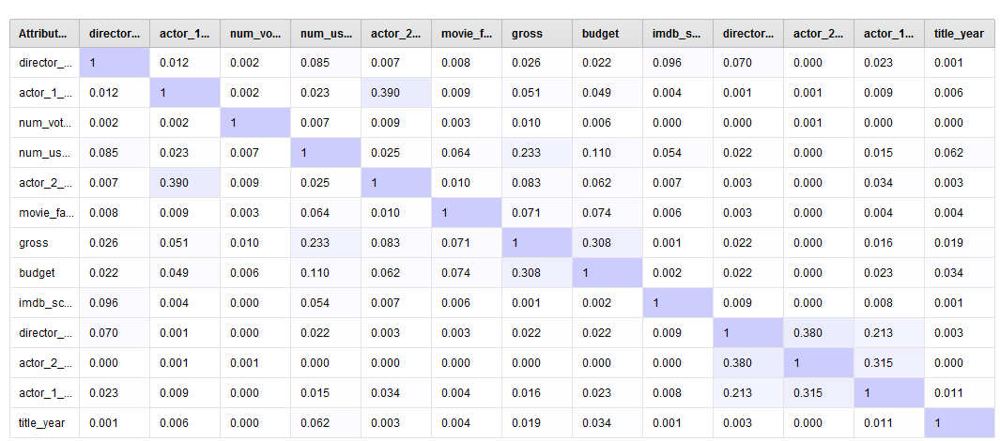 Attribut... director... actor_1... num_vo... num_us... actor_2... movie_f... gross budget imdb_s... director... actor_2... actor_1... title_year
director_... 1 0.012 0.002 0.085 0.007 0.008 0.026 0.022 0.096 0.070 0.000 0.023 0.001
actor_1_... 0.012 1 0.002 0.023 0.390 0.009 0.051 0.049 0.004 0.001 0.001 0.009 0.006
num_vot... 0.002 0.002 1 0.007 0.009 0.003 0.010 0.006 0.000 0.000 0.001 0.000 0.000
num_us... 0.085 0.023 0.007 1 0.025 0.064 0.233 0.110 0.054 0.022 0.000 0.015 0.062
actor_2_... 0.007 0.390 0.009 0.025 1 0.010 0.083 0.062 0.007 0.003 0.000 0.034 0.003
movie_fa... 0.008 0.009 0.003 0.064 0.010 1 0.071 0.074 0.006 0.003 0.000 0.004 0.004
gross 0.026 0.051 0.010 0.233 0.083 0.071 1 0.308 0.001 0.022 0.000 0.016 0.019
budget 0.022 0.049 0.006 0.110 0.062 0.074 0.308 1 0.002 0.022 0.000 0.023 0.034
imdb_sc... 0.096 0.004 0.000 0.054 0.007 0.006 0.001 0.002 1 0.009 0.000 0.008 0.001
director_... 0.070 0.001 0.000 0.022 0.003 0.003 0.022 0.022 0.009 1 0.380 0.213 0.003
actor_2_... 0.000 0.001 0.001 0.000 0.000 0.000 0.000 0.000 0.000 0.380 1 0.315 0.000
actor_1_... 0.023 0.009 0.000 0.015 0.034 0.004 0.016 0.023 0.008 0.213 0.315 1 0.011
title_year 0.001 0.006 0.000 0.062 0.003 0.004 0.019 0.034 0.001 0.003 0.000 0.011 1